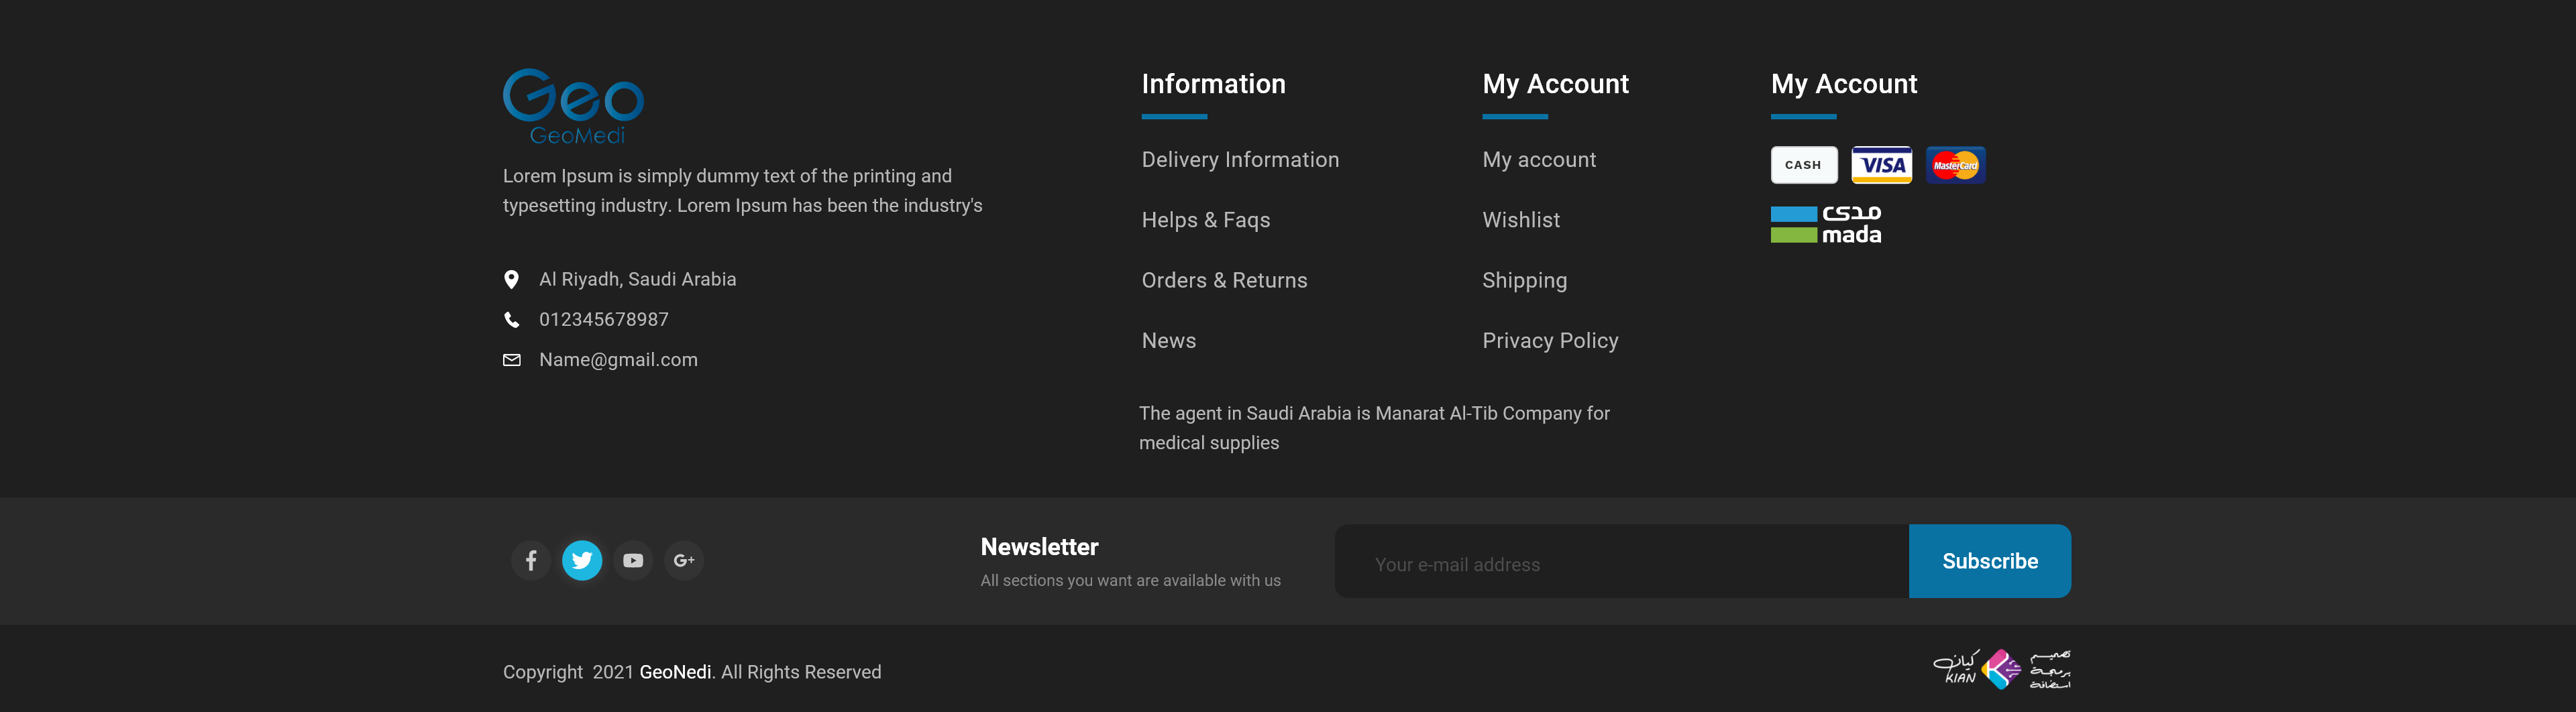 Geo
GeoMedi
Lorem Ipsum is simply dummy text of the printing and
typesetting industry. Lorem Ipsum has been the industry's
Al Riyadh, Saudi Arabia
012345678987
Name@gmail.com
Information
Delivery Information
Helps & Faqs
Orders & Returns
News
My Account
My account
Wishlist
Shipping
Privacy Policy
The agent in Saudi Arabia is Manarat Al-Tib Company for
medical supplies
My Account
CASH VISA MasterCard
مدى
mada
f G+
Newsletter
All sections you want are available with us
Your e-mail address
Subscribe
Copyright  2021 GeoNedi. All Rights Reserved
كيان
KIAN
K
تصميم
برمجة
استضافة